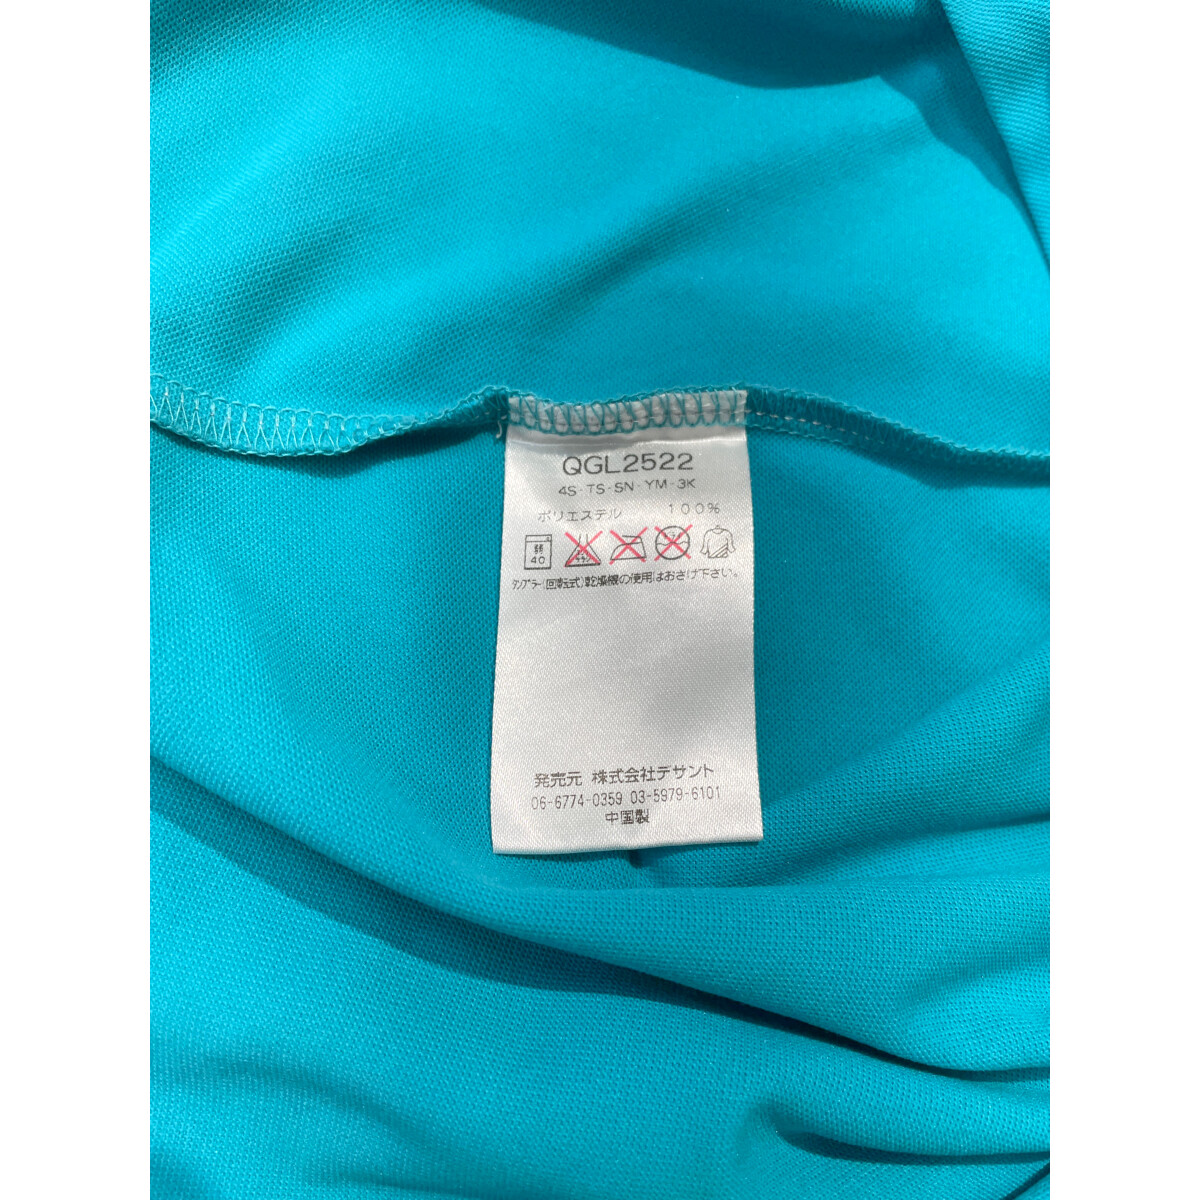 QGL2522
4S-TS-SN-YM-3K
ポリエステル 100%
弱 40
タンブラー(回転式)乾燥機の使用はおさけ下さい。
発売元 株式会社デサント
06-6774-0359 03-5979-6101
中国製